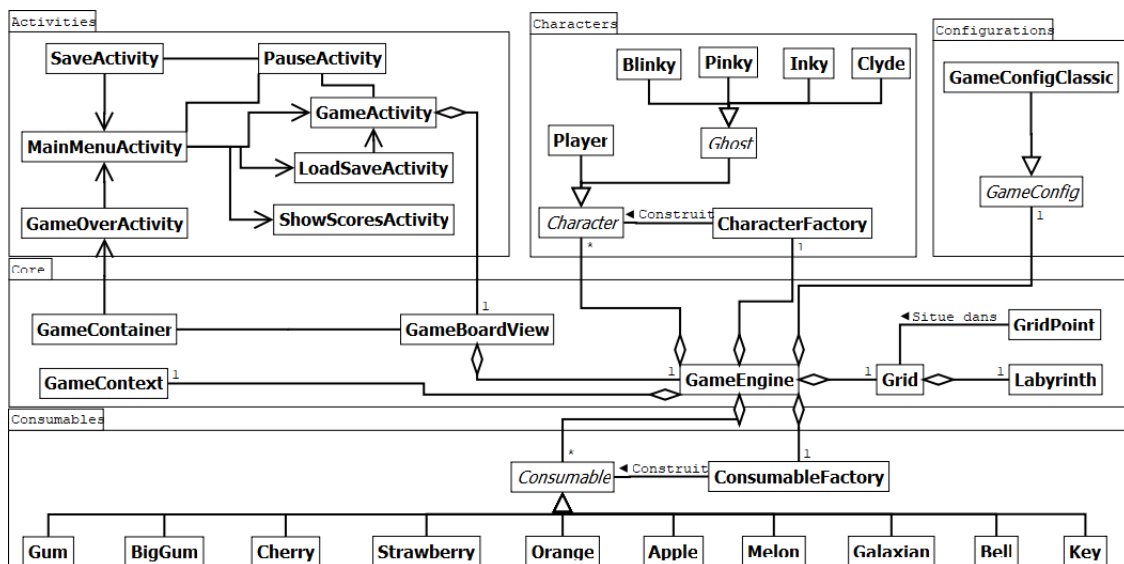 Activities
SaveActivity
PauseActivity
GameActivity
MainMenuActivity
LoadSaveActivity
GameOverActivity
ShowScoresActivity
Characters
Blinky
Pinky
Inky
Clyde
Player
Ghost
Character
◄ Construit
CharacterFactory
*
1
Configurations
GameConfigClassic
GameConfig
1
Core
GameContainer
1
GameBoardView
GameContext
1
1
GameEngine
1
Grid
1
Labyrinth
◄ Situe dans
GridPoint
Consumables
*
Consumable
◄ Construit
1
ConsumableFactory
Gum
BigGum
Cherry
Strawberry
Orange
Apple
Melon
Galaxian
Bell
Key